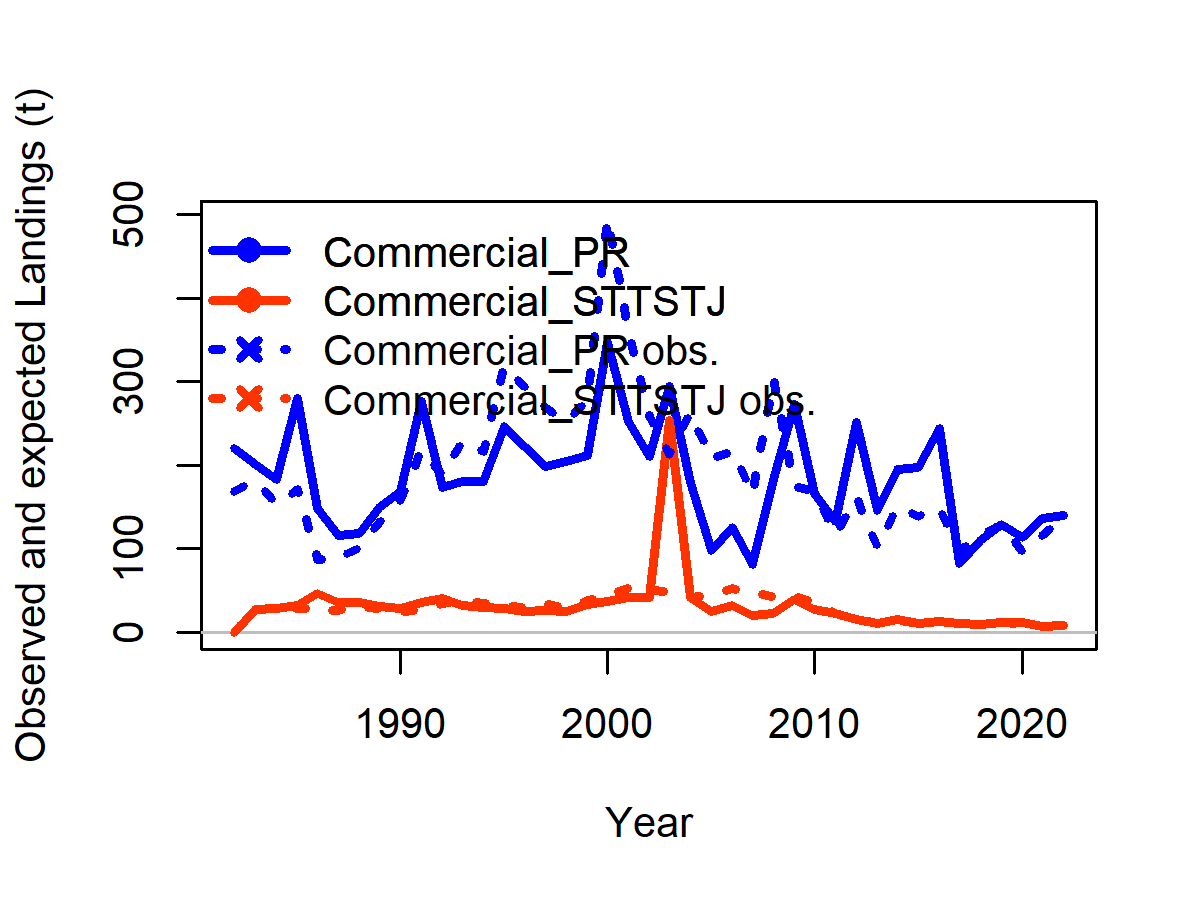 Observed and expected Landings (t)
500
300
100
0
Commercial_PR
Commercial_STTSTJ
Commercial_PR obs.
Commercial_STTSTJ obs.
1990 2000 2010 2020
Year